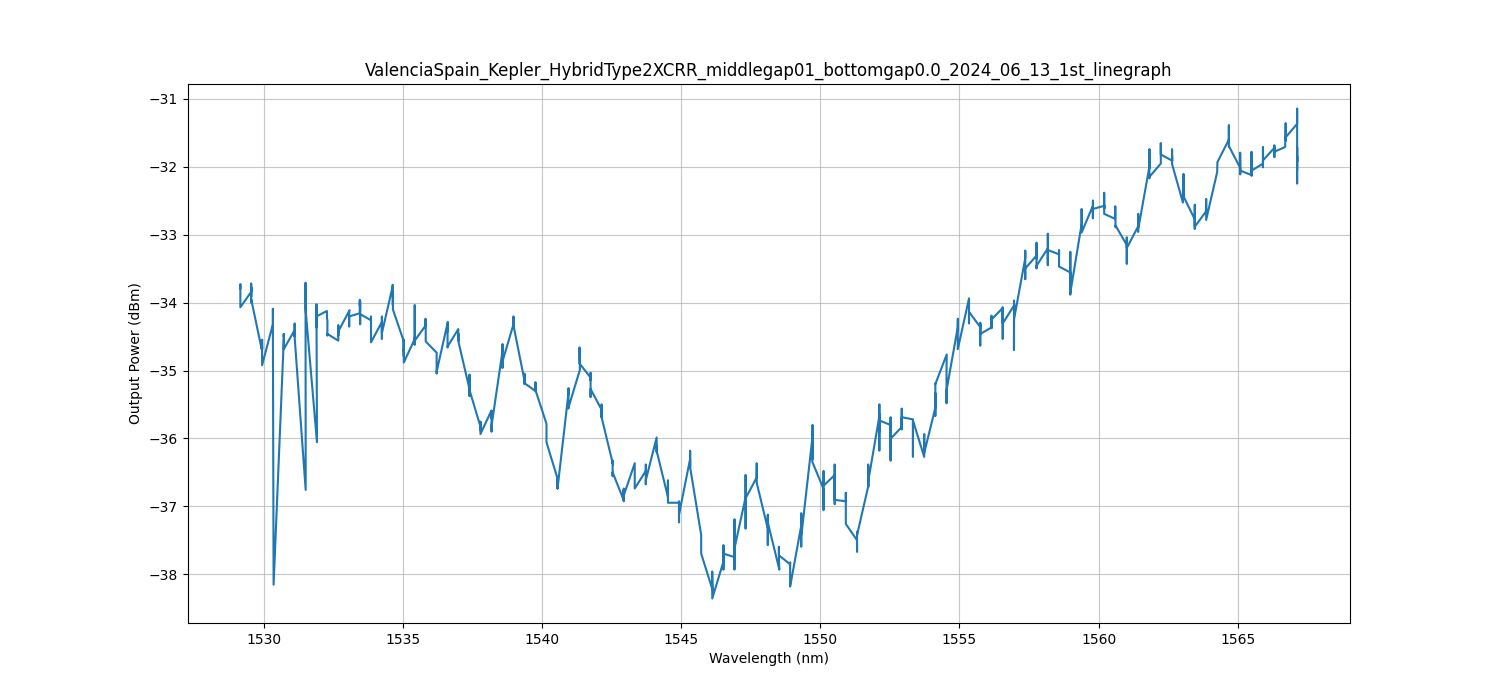 ValenciaSpain_Kepler_HybridType2XCRR_middlegap01_bottomgap0.0_2024_06_13_1st_linegraph
−31
−32
−33
−34
−35
−36
−37
−38
Output Power (dBm)
1530 1535 1540 1545 1550 1555 1560 1565
Wavelength (nm)